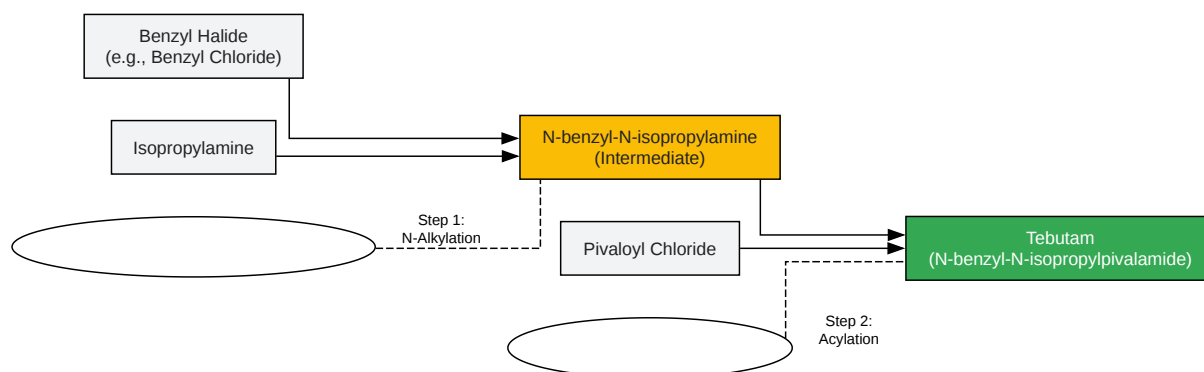 Benzyl Halide
(e.g., Benzyl Chloride)
Isopropylamine
N-benzyl-N-isopropylamine
(Intermediate)
Step 1:
N-Alkylation
Pivaloyl Chloride
Tebutam
(N-benzyl-N-isopropylpivalamide)
Step 2:
Acylation